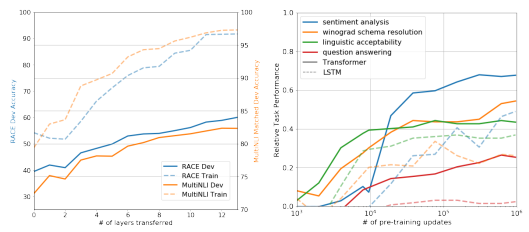 100
90
80
70
60
50
40
30
RACE Dev Accuracy
0 2 4 6 8 10 12
# of layers transferred
100
95
90
85
80
75
70
MultiNLI Matched Dev Accuracy
RACE Dev
RACE Train
MultiNLI Dev
MultiNLI Train
1.0
0.8
0.6
0.4
0.2
0.0
Relative Task Performance
# of pre-training updates
sentiment analysis
winograd schema resolution
linguistic acceptability
question answering
Transformer
LSTM